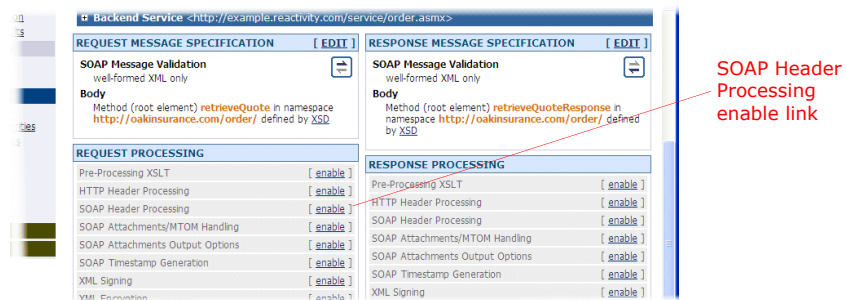 Backend Service <http://example.reactivity.com/service/order.asmx>
REQUEST MESSAGE SPECIFICATION [ EDIT ]
SOAP Message Validation
well-formed XML only
Body
Method (root element) retrieveQuote in namespace
http://oakinsurance.com/order/ defined by XSD
REQUEST PROCESSING
Pre-Processing XSLT [ enable ]
HTTP Header Processing [ enable ]
SOAP Header Processing [ enable ]
SOAP Attachments/MTOM Handling [ enable ]
SOAP Attachments Output Options [ enable ]
SOAP Timestamp Generation [ enable ]
XML Signing [ enable ]
XML Encryption [ enable ]
RESPONSE MESSAGE SPECIFICATION [ EDIT ]
SOAP Message Validation
well-formed XML only
Body
Method (root element) retrieveQuoteResponse in
namespace http://oakinsurance.com/order/ defined
by XSD
RESPONSE PROCESSING
Pre-Processing XSLT [ enable ]
HTTP Header Processing [ enable ]
SOAP Header Processing [ enable ]
SOAP Attachments/MTOM Handling [ enable ]
SOAP Attachments Output Options [ enable ]
SOAP Timestamp Generation [ enable ]
XML Signing [ enable ]
SOAP Header
Processing
enable link